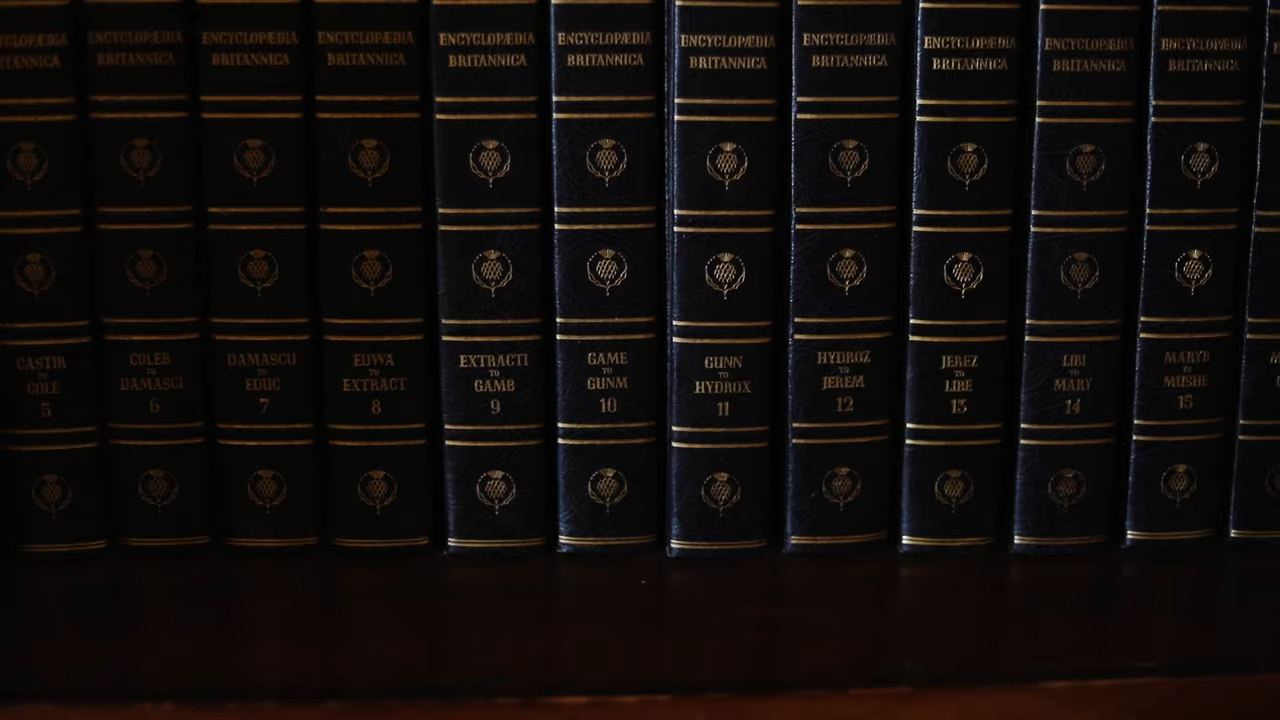 ENCYCLOPÆDIA
BRITANNICA
CASTIR
TO
COLE
5
ENCYCLOPÆDIA
BRITANNICA
COLEB
TO
DAMASCI
6
ENCYCLOPÆDIA
BRITANNICA
DAMASCU
TO
EDUC
7
ENCYCLOPÆDIA
BRITANNICA
EDWA
TO
EXTRACT
8
ENCYCLOPÆDIA
BRITANNICA
EXTRACTI
TO
GAMB
9
ENCYCLOPÆDIA
BRITANNICA
GAME
TO
GUNM
10
ENCYCLOPÆDIA
BRITANNICA
GUNN
TO
HYDROX
11
ENCYCLOPÆDIA
BRITANNICA
HYDROZ
TO
JEREM
12
ENCYCLOPÆDIA
BRITANNICA
JEREZ
TO
LIBE
13
ENCYCLOPÆDIA
BRITANNICA
LIBI
TO
MARY
14
ENCYCLOPÆDIA
BRITANNICA
MARYB
TO
MUSHE
15